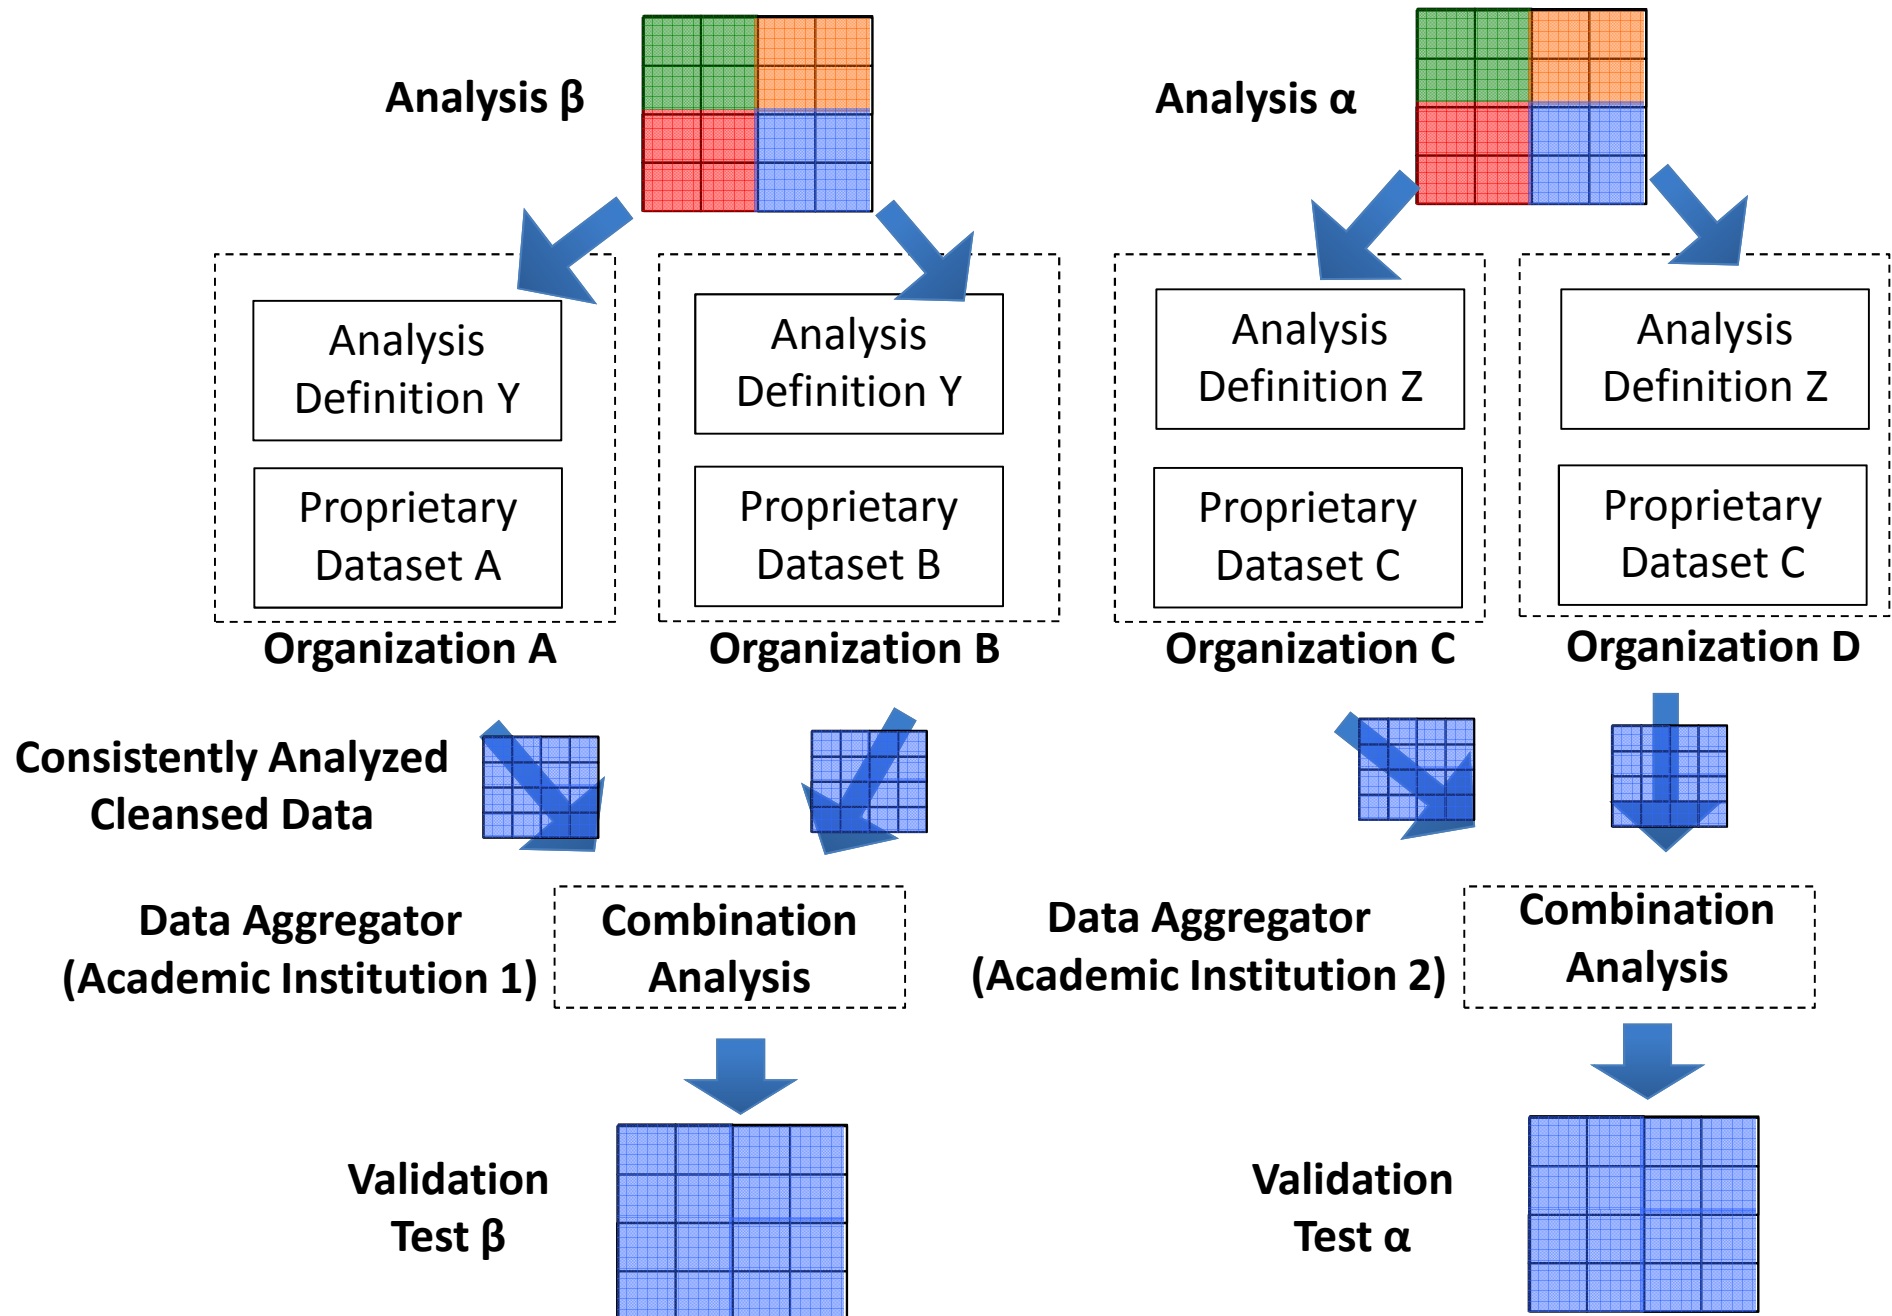 Analysis β
Analysis α
Analysis
Definition Y
Analysis
Definition Y
Analysis
Definition Z
Analysis
Definition Z
Proprietary
Dataset A
Proprietary
Dataset B
Proprietary
Dataset C
Proprietary
Dataset C
Organization A
Organization B
Organization C
Organization D
Consistently Analyzed
Cleansed Data
Data Aggregator
(Academic Institution 1)
Combination
Analysis
Data Aggregator
(Academic Institution 2)
Combination
Analysis
Validation
Test β
Validation
Test α